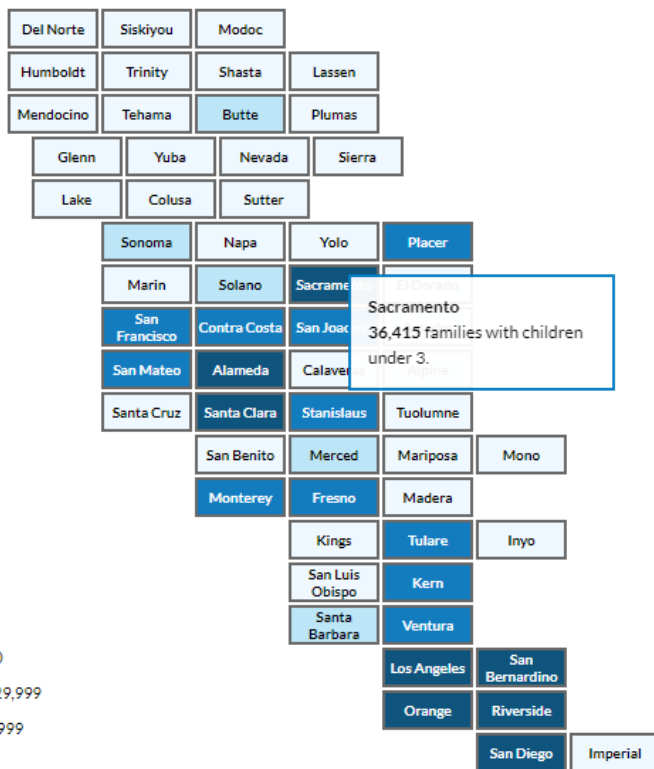 Del Norte Siskiyou Modoc
Humboldt Trinity Shasta Lassen
Mendocino Tehama Butte Plumas
Glenn Yuba Nevada Sierra
Lake Colusa Sutter
Sonoma Napa Yolo Placer
Marin Solano Sacramento El Dorado
San Francisco Contra Costa San Joaq
San Mateo Alameda Calaveras Alpine
Santa Cruz Santa Clara Stanislaus Tuolumne
San Benito Merced Mariposa Mono
Monterey Fresno Madera
Kings Tulare Inyo
San Luis Obispo Kern
Santa Barbara Ventura
Los Angeles San Bernardino
Orange Riverside
San Diego Imperial
Sacramento
36,415 families with children
under 3.
29,999
999